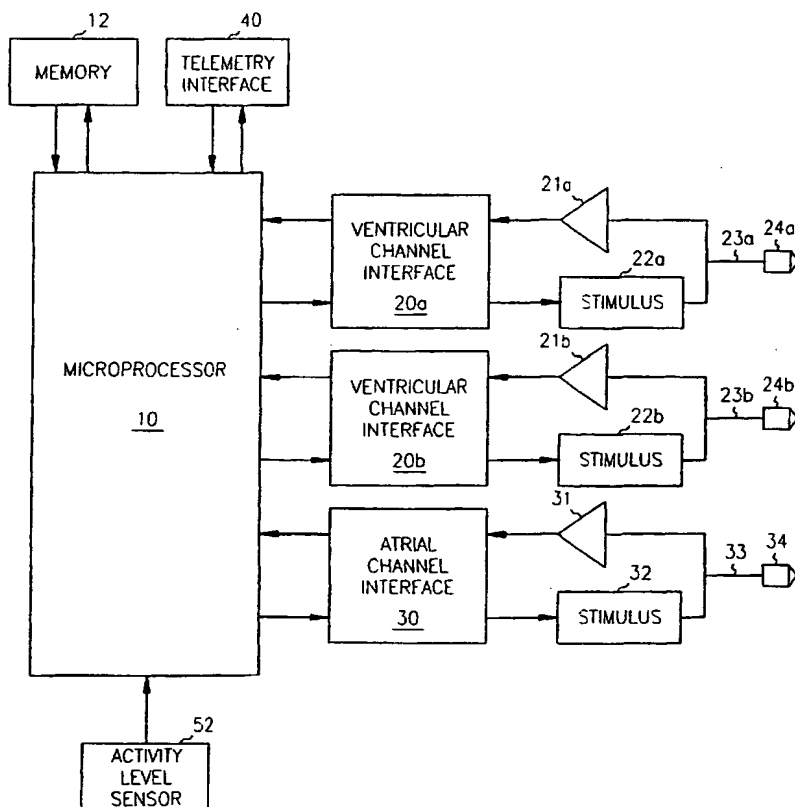 12
40
MEMORY
TELEMETRY
INTERFACE
21a
VENTRICULAR
CHANNEL
INTERFACE
20a
22a
STIMULUS
23a
24a
MICROPROCESSOR
10
21b
VENTRICULAR
CHANNEL
INTERFACE
20b
22b
STIMULUS
23b
24b
31
ATRIAL
CHANNEL
INTERFACE
30
32
STIMULUS
33
34
52
ACTIVITY
LEVEL
SENSOR